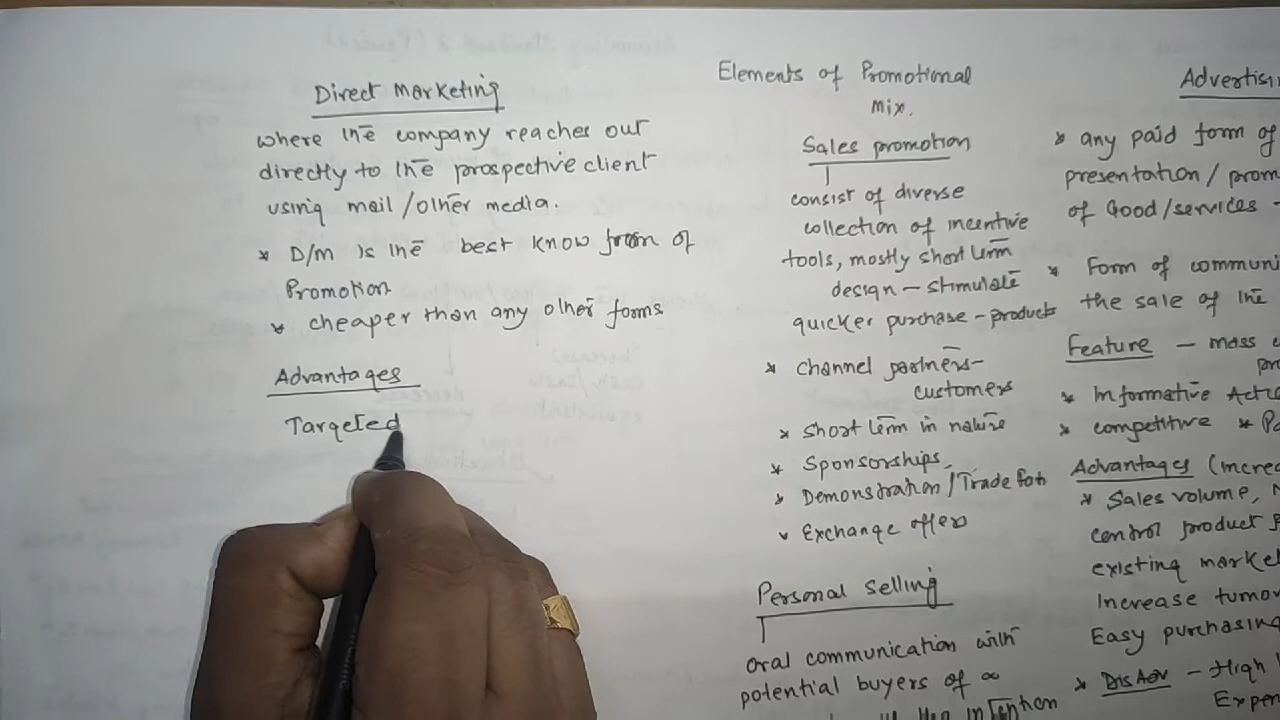 Direct Marketing
where the company reaches out
directly to the prospective client
using mail/other media.
* D/m is the best know from of
Promotion
* cheaper than any other forms
Advantages
Targeted
Elements of Promotional
Mix.
Sales promotion
consist of diverse
collection of incentive
tools, mostly short term
design - stimulate
quicker purchase - products
* channel partners-
customers
* short term in nature
* Sponsorships
* Demonstration/Trade
* Exchange offers
Personal selling
oral communication with
potential buyers of
intention
Advertisi
* any paid form of
presentation/prom
of Good/services -
* Form of communi
the sale of the
Feature - mass
* Informative
* competitive *
Advantages (increa
* Sales volume,
control product
existing market
Increase
Easy purchasing
* DisAdv - High
Expen